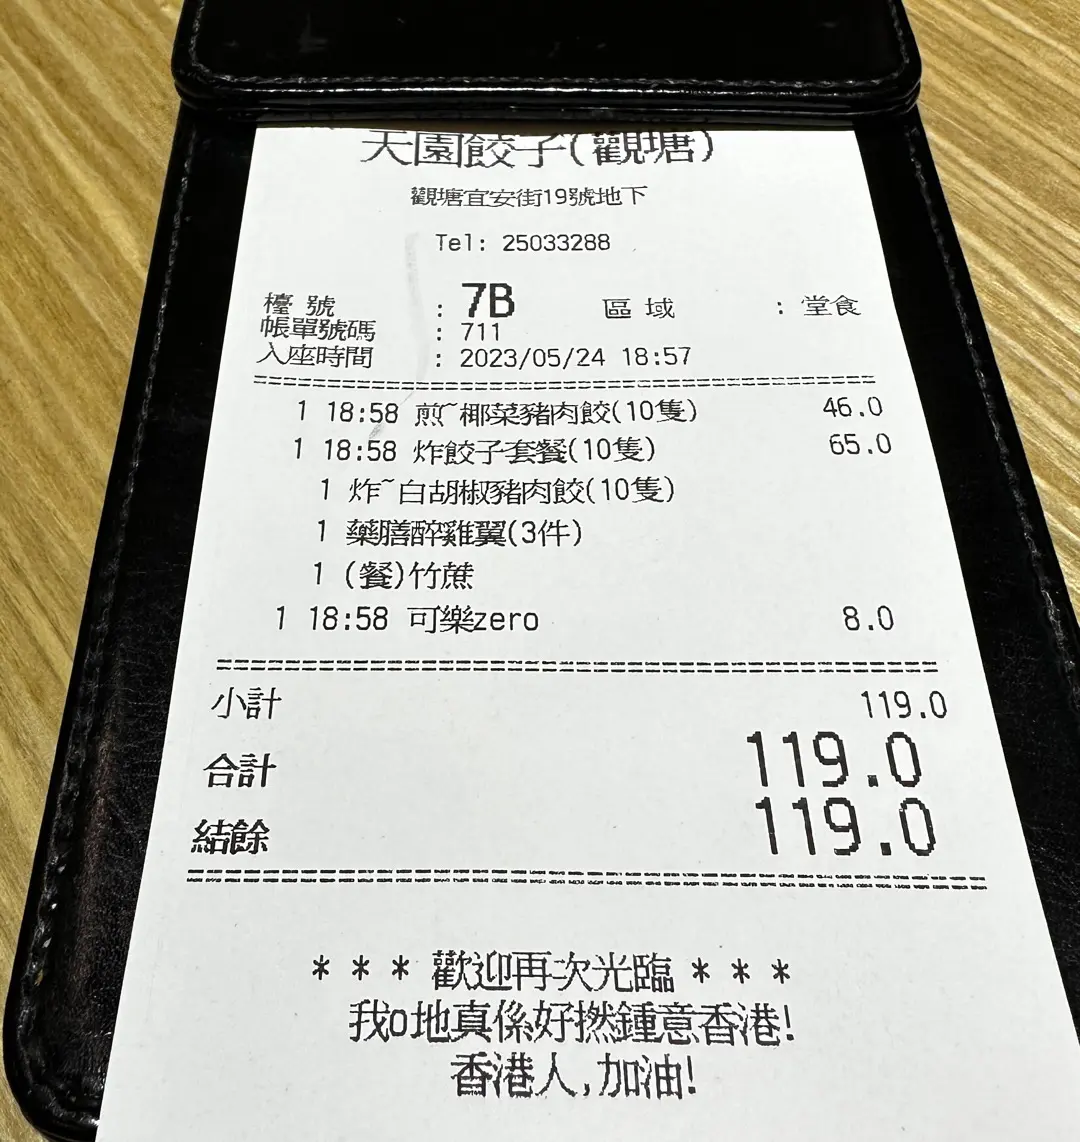 天園餃子(觀塘)
觀塘宜安街19號地下
Tel: 25033288
檯 號 : 7B 區 域 : 堂食
帳單號碼 : 711
入座時間 : 2023/05/24 18:57
1 18:58 煎~椰菜豬肉餃(10隻) 46.0
1 18:58 炸餃子套餐(10隻) 65.0
1 炸~白胡椒豬肉餃(10隻)
1 藥膳醉雞翼(3件)
1 (餐)竹蔗
1 18:58 可樂zero 8.0
小計 119.0
合計 119.0
結餘 119.0
* * * 歡迎再次光臨 * * *
我o地真係好撚鍾意香港!
香港人,加油!